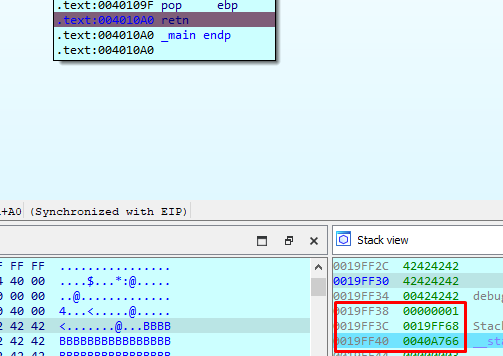 .text:0040109F pop     ebp
.text:004010A0 retn
.text:004010A0 _main endp
.text:004010A0
+A0 (Synchronized with EIP)
Stack view
F FF FF ...............
4 40 00 ....$...*:@.....
0 00 00 ..@.............
0 40 00 4...<.....@.....
2 42 42 <......@...BBBB
2 42 42 BBBBBBBBBBBBBBBB
2 42 42 BBBBBBBBBBBBBBBB
0019FF2C 42424242
0019FF30 42424242
0019FF34 00424242 debu
0019FF38 00000001
0019FF3C 0019FF68 Stac
0019FF40 0040A766 __st